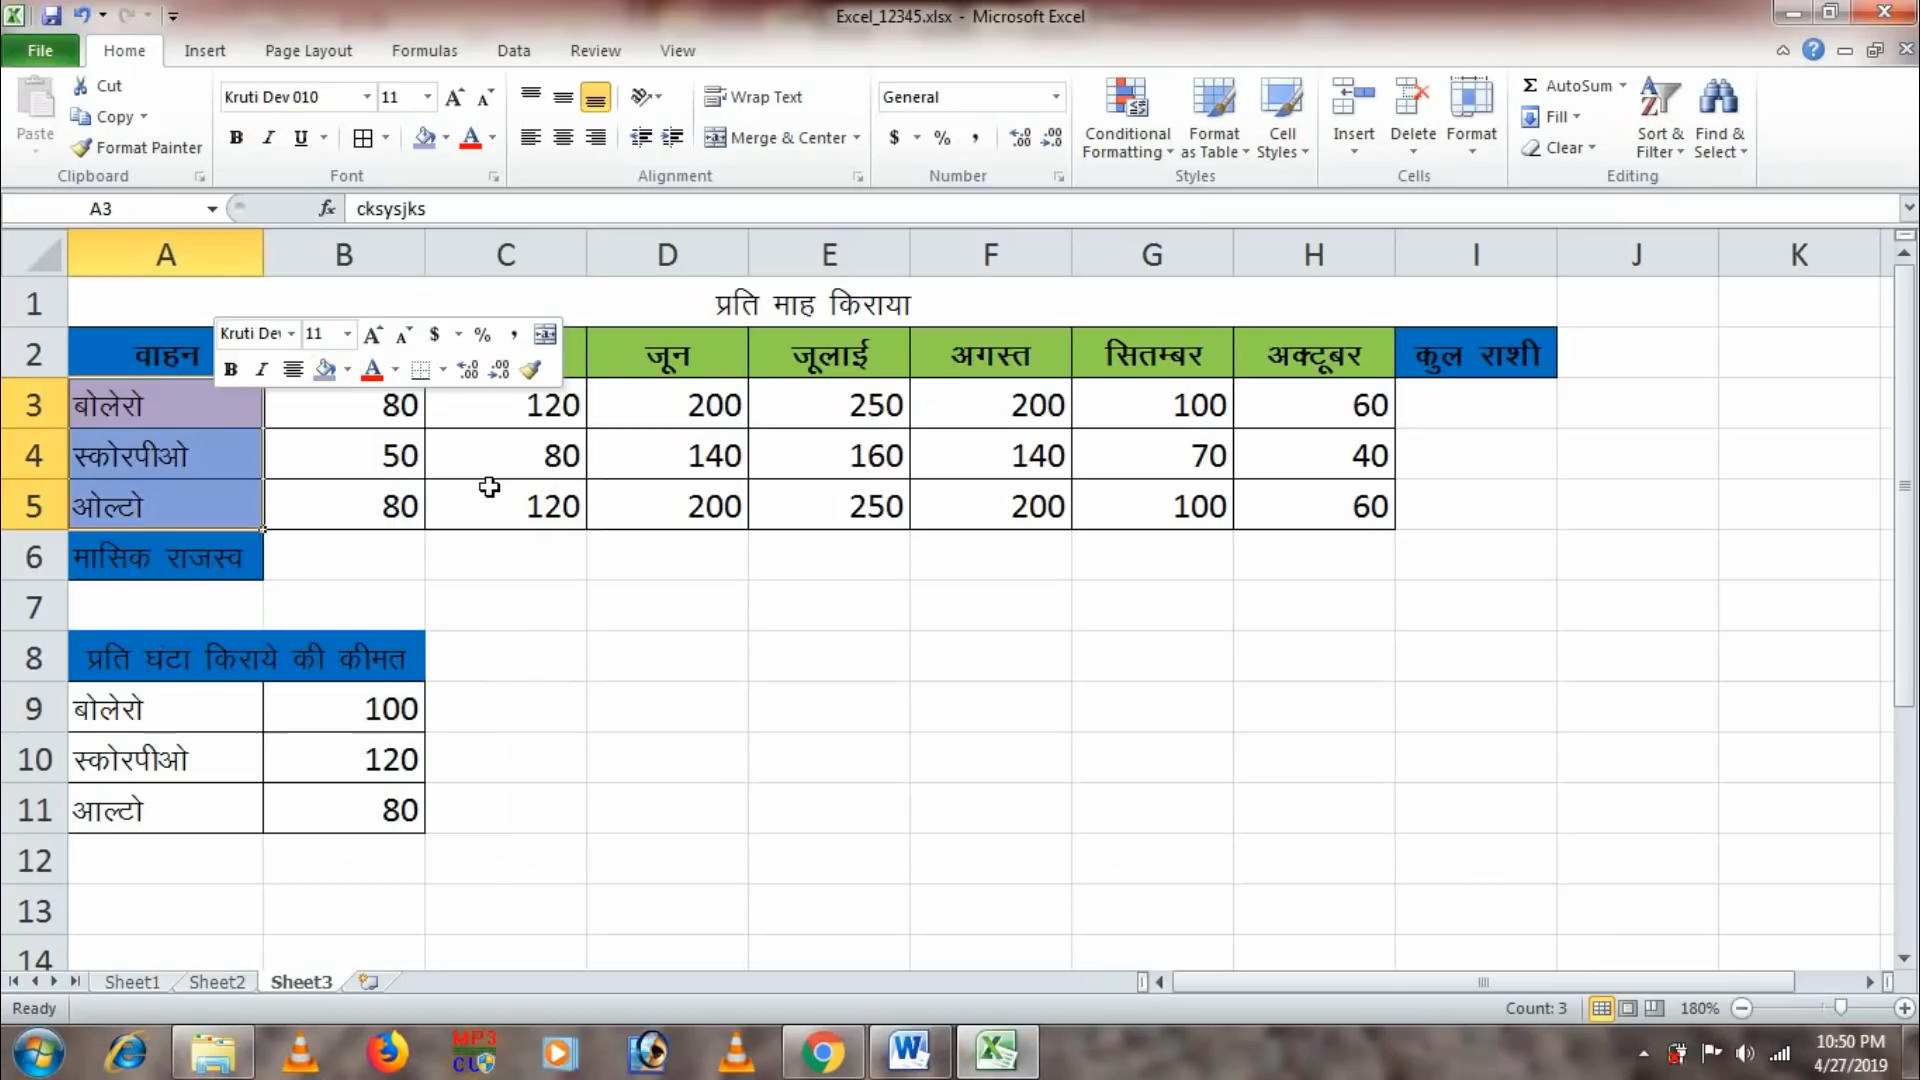 Excel_12345.xlsx - Microsoft Excel
File Home Insert Page Layout Formulas Data Review View
Paste Cut Copy Format Painter Clipboard
Kruti Dev 010 11 Font
Wrap Text Merge & Center Alignment
General $ % , Number
Conditional Formatting Format as Table Cell Styles Styles
Insert Delete Format Cells
AutoSum Fill Clear Sort & Filter Find & Select Editing
A3 fx cksysjks
A B C D E F G H I J K
1 प्रति माह किराया
Kruti De 11 $ % ,
B I A
2 वाहन जून जूलाई अगस्त सितम्बर अक्टूबर कुल राशी
3 बोलेरो 80 120 200 250 200 100 60
4 स्कोरपीओ 50 80 140 160 140 70 40
5 ओल्टो 80 120 200 250 200 100 60
6 मासिक राजस्व
7
8 प्रति घंटा किराये की कीमत
9 बोलेरो 100
10 स्कोरपीओ 120
11 आल्टो 80
12
13
14
Sheet1 Sheet2 Sheet3
Ready Count: 3 180%
MP3 CU
10:50 PM
4/27/2019